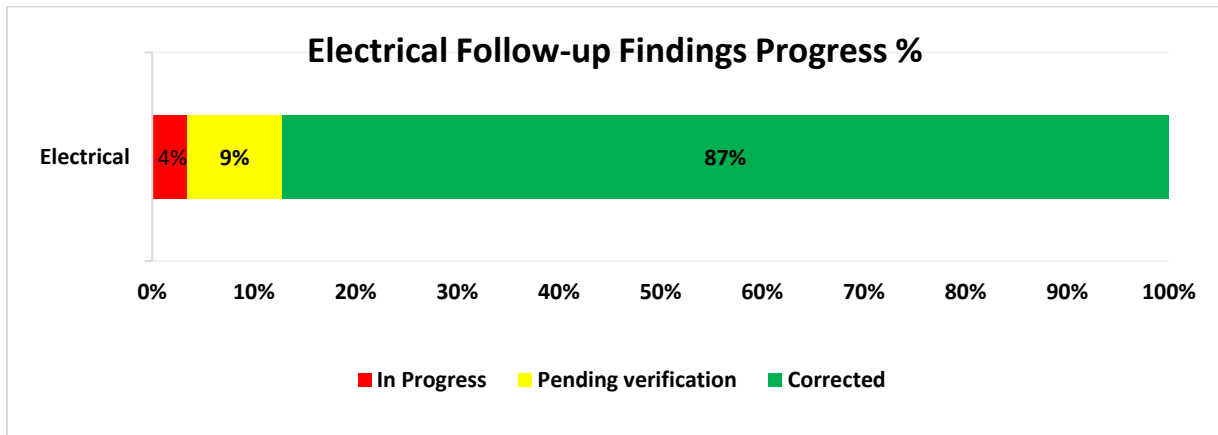 Electrical Follow-up Findings Progress %
Electrical 4% 9% 87%
0% 10% 20% 30% 40% 50% 60% 70% 80% 90% 100%
In Progress Pending verification Corrected